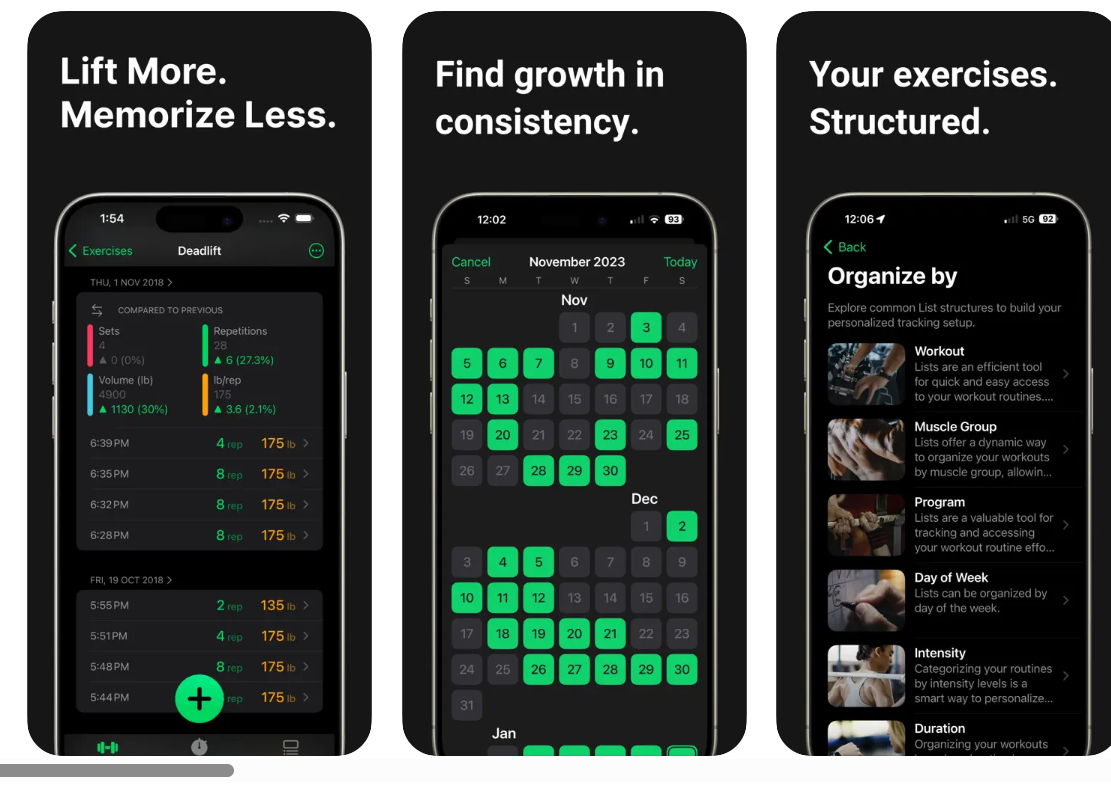 Lift More.
Memorize Less.
1:54
Exercises
Deadlift
THU, 1 NOV 2018
COMPARED TO PREVIOUS
Sets
Repetitions
4
28
▲ 0 (0%)
▲ 6 (27.3%)
Volume (lb)
lb/rep
4900
175
▲ 1130 (30%)
▲ 3.6 (2.1%)
6:39 PM 4 rep 175 lb
6:35 PM 8 rep 175 lb
6:32 PM 8 rep 175 lb
6:28 PM 8 rep 175 lb
FRI, 19 OCT 2018
5:55 PM 2 rep 135 lb
5:51 PM 4 rep 175 lb
5:48 PM 8 rep 175 lb
5:44 PM rep 175 lb
Find growth in
consistency.
12:02
93
Cancel
November 2023
Today
S M T W T F S
Nov
1 2 3 4
5 6 7 8 9 10 11
12 13 14 15 16 17 18
19 20 21 22 23 24 25
26 27 28 29 30
Dec
1 2
3 4 5 6 7 8 9
10 11 12 13 14 15 16
17 18 19 20 21 22 23
24 25 26 27 28 29 30
31
Jan
Your exercises.
Structured.
12:06
5G 92
Back
Organize by
Explore common List structures to build your
personalized tracking setup.
Workout
Lists are an efficient tool
for quick and easy access
to your workout routines....
Muscle Group
Lists offer a dynamic way
to organize your workouts
by muscle group, allowin...
Program
Lists are a valuable tool for
tracking and accessing
your workout routine effo...
Day of Week
Lists can be organized by
day of the week.
Intensity
Categorizing your routines
by intensity levels is a
smart way to personalize...
Duration
Organizing your workouts